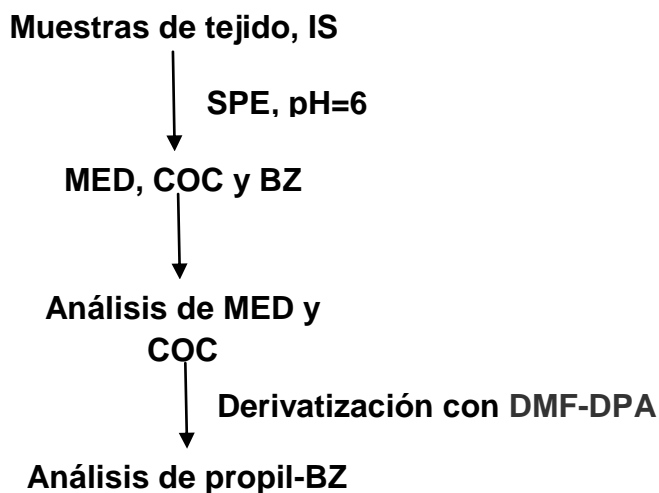 Muestras de tejido, IS
SPE, pH=6
MED, COC y BZ
Análisis de MED y
COC
Derivatización con DMF-DPA
Análisis de propil-BZ